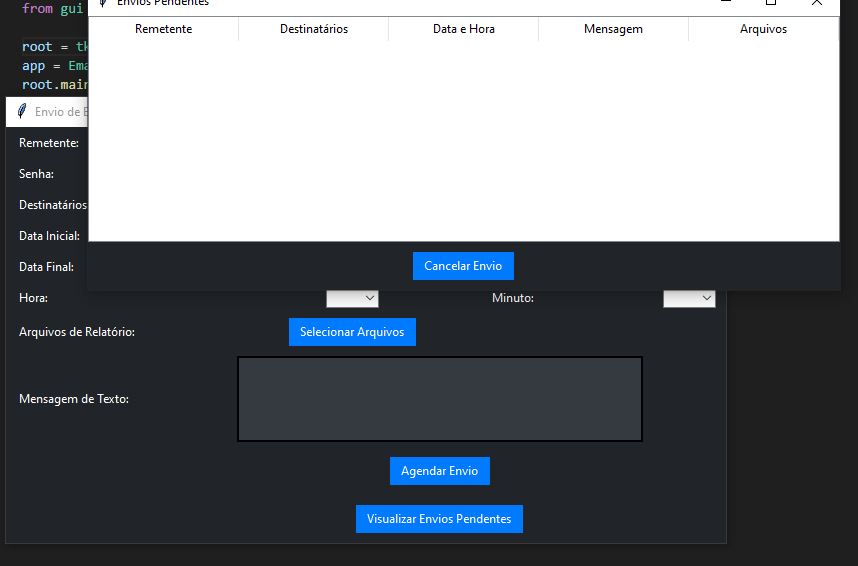 from gui
Envios Pendentes
Remetente Destinatários Data e Hora Mensagem Arquivos
root = tk
app = Ema
root.main
Cancelar Envio
Envio de E
Remetente:
Senha:
Destinatários
Data Inicial:
Data Final:
Hora: Minuto:
Arquivos de Relatório: Selecionar Arquivos
Mensagem de Texto:
Agendar Envio
Visualizar Envios Pendentes